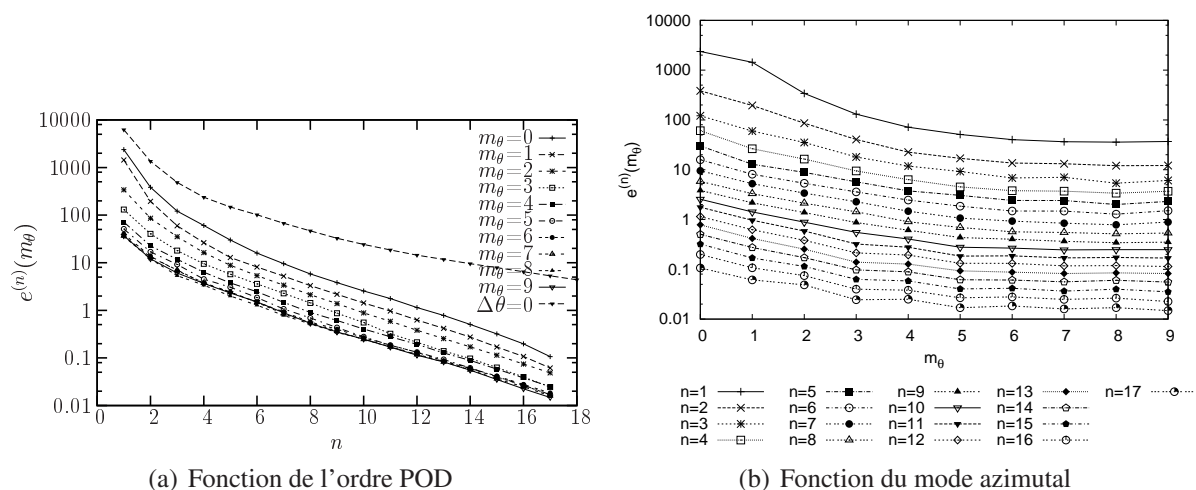 10000
1000
100
10
1
0.1
0.01
e^{(n)}(m_θ)
0 2 4 6 8 10 12 14 16 18
n
m_θ=0
m_θ=1
m_θ=2
m_θ=3
m_θ=4
m_θ=5
m_θ=6
m_θ=7
m_θ=8
m_θ=9
Δθ=0
(a) Fonction de l'ordre POD
10000
1000
100
10
1
0.1
0.01
e^{(n)}(m_θ)
0 1 2 3 4 5 6 7 8 9
m_θ
n=1 n=5 n=9 n=13 n=17
n=2 n=6 n=10 n=14
n=3 n=7 n=11 n=15
n=4 n=8 n=12 n=16
(b) Fonction du mode azimutal